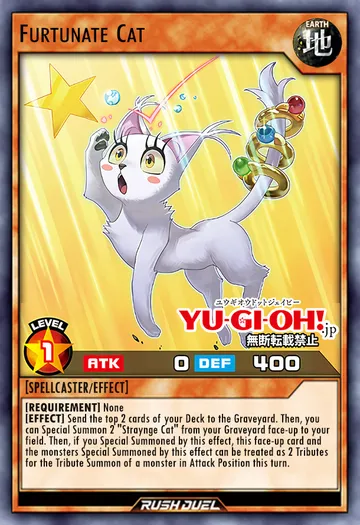 FURTUNATE CAT
EARTH
地
ユウギオウドットジェイピー
YU-GI-OH!.jp
無断転載禁止
LEVEL
1
ATK 0 DEF 400
[SPELLCASTER/EFFECT]
[REQUIREMENT] None
[EFFECT] Send the top 2 cards of your Deck to the Graveyard. Then, you
can Special Summon 2 "Straynge Cat" from your Graveyard face-up to your
field. Then, if you Special Summoned by this effect, this face-up card and
the monsters Special Summoned by this effect can be treated as 2 Tributes
for the Tribute Summon of a monster in Attack Position this turn.
RUSH DUEL